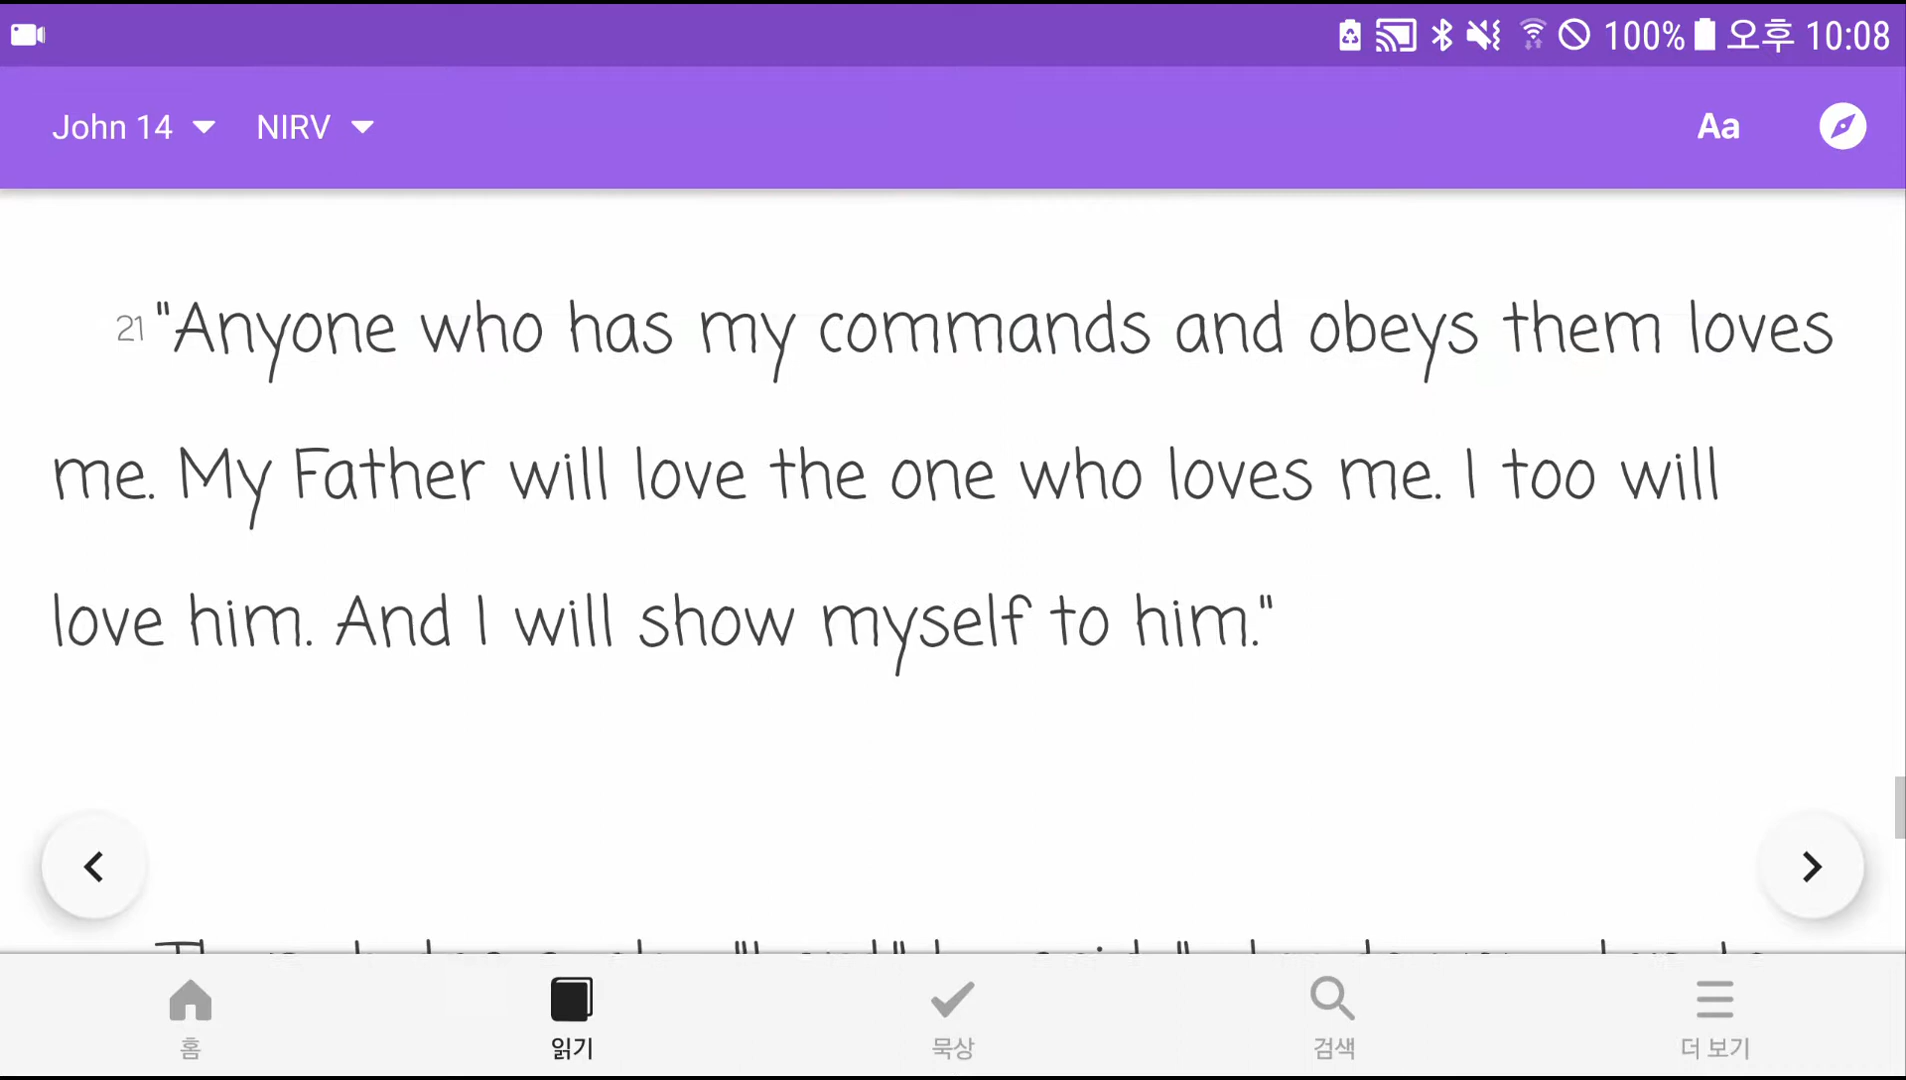 100% 오후 10:08
John 14 NIRV Aa
21 "Anyone who has my commands and obeys them loves
me. My Father will love the one who loves me. I too will
love him. And I will show myself to him."
홈 읽기 묵상 검색 더 보기